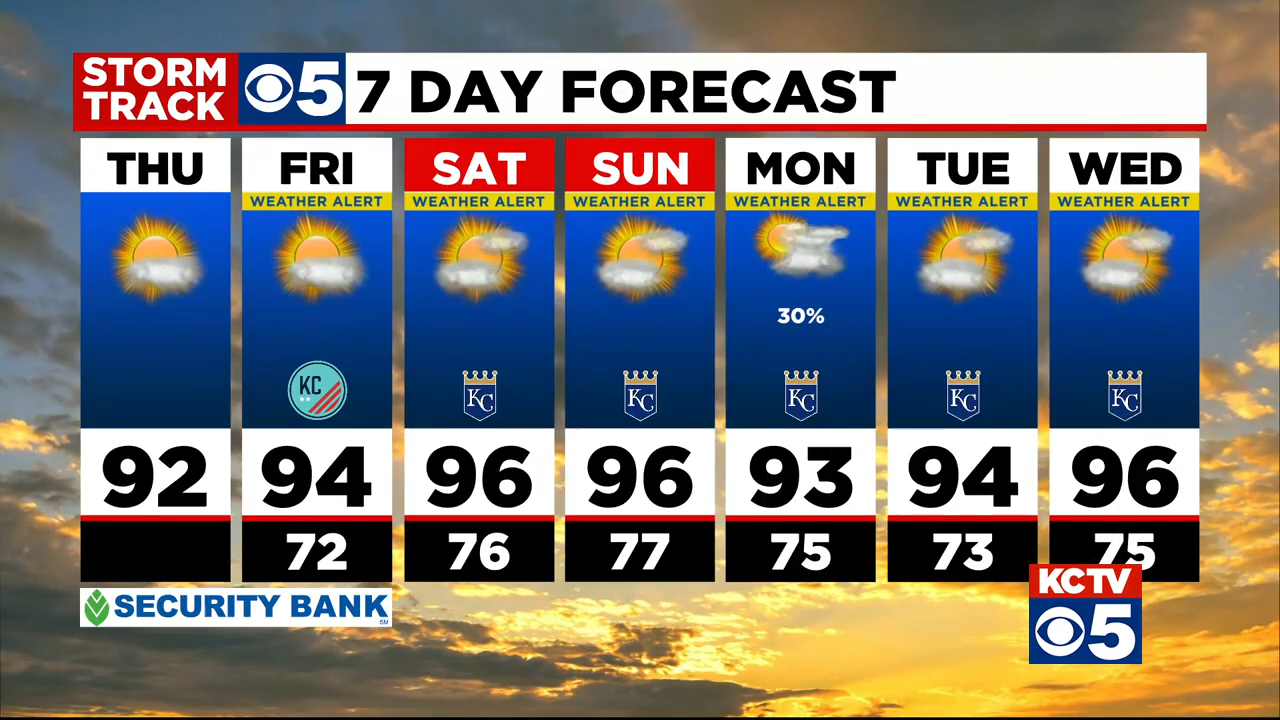 STORM
TRACK
5
7 DAY FORECAST
THU
FRI
SAT
SUN
MON
TUE
WED
WEATHER ALERT
WEATHER ALERT
WEATHER ALERT
WEATHER ALERT
WEATHER ALERT
WEATHER ALERT
30%
KC
KC
KC
KC
KC
KC
92
94
96
96
93
94
96
72
76
77
75
73
75
SECURITY BANK
SM
KCTV
5